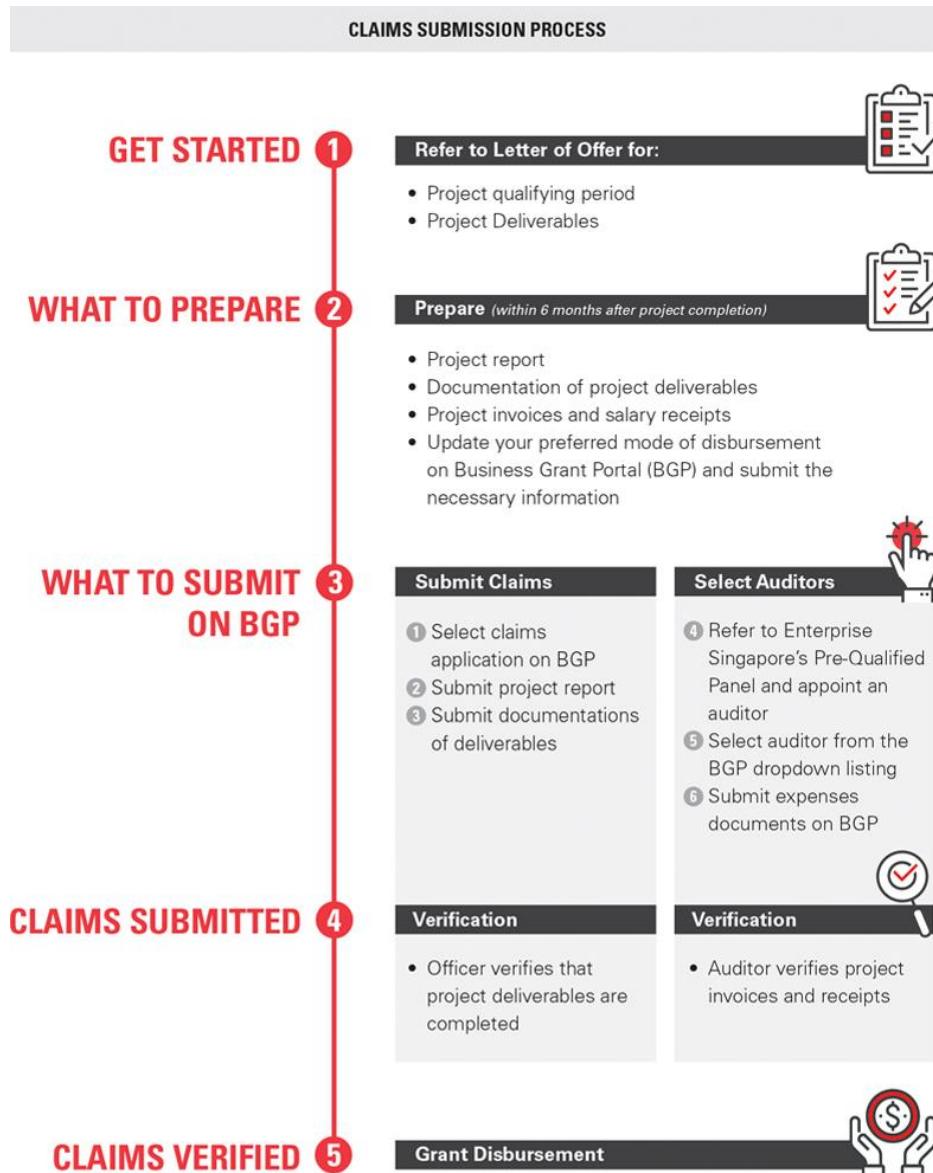 CLAIMS SUBMISSION PROCESS
GET STARTED 1
Refer to Letter of Offer for:
• Project qualifying period
• Project Deliverables
WHAT TO PREPARE 2
Prepare (within 6 months after project completion)
• Project report
• Documentation of project deliverables
• Project invoices and salary receipts
• Update your preferred mode of disbursement
on Business Grant Portal (BGP) and submit the
necessary information
WHAT TO SUBMIT 3
ON BGP
Submit Claims
1 Select claims
application on BGP
2 Submit project report
3 Submit documentations
of deliverables
Select Auditors
4 Refer to Enterprise
Singapore's Pre-Qualified
Panel and appoint an
auditor
5 Select auditor from the
BGP dropdown listing
6 Submit expenses
documents on BGP
CLAIMS SUBMITTED 4
Verification
• Officer verifies that
project deliverables are
completed
Verification
• Auditor verifies project
invoices and receipts
CLAIMS VERIFIED 5
Grant Disbursement
$